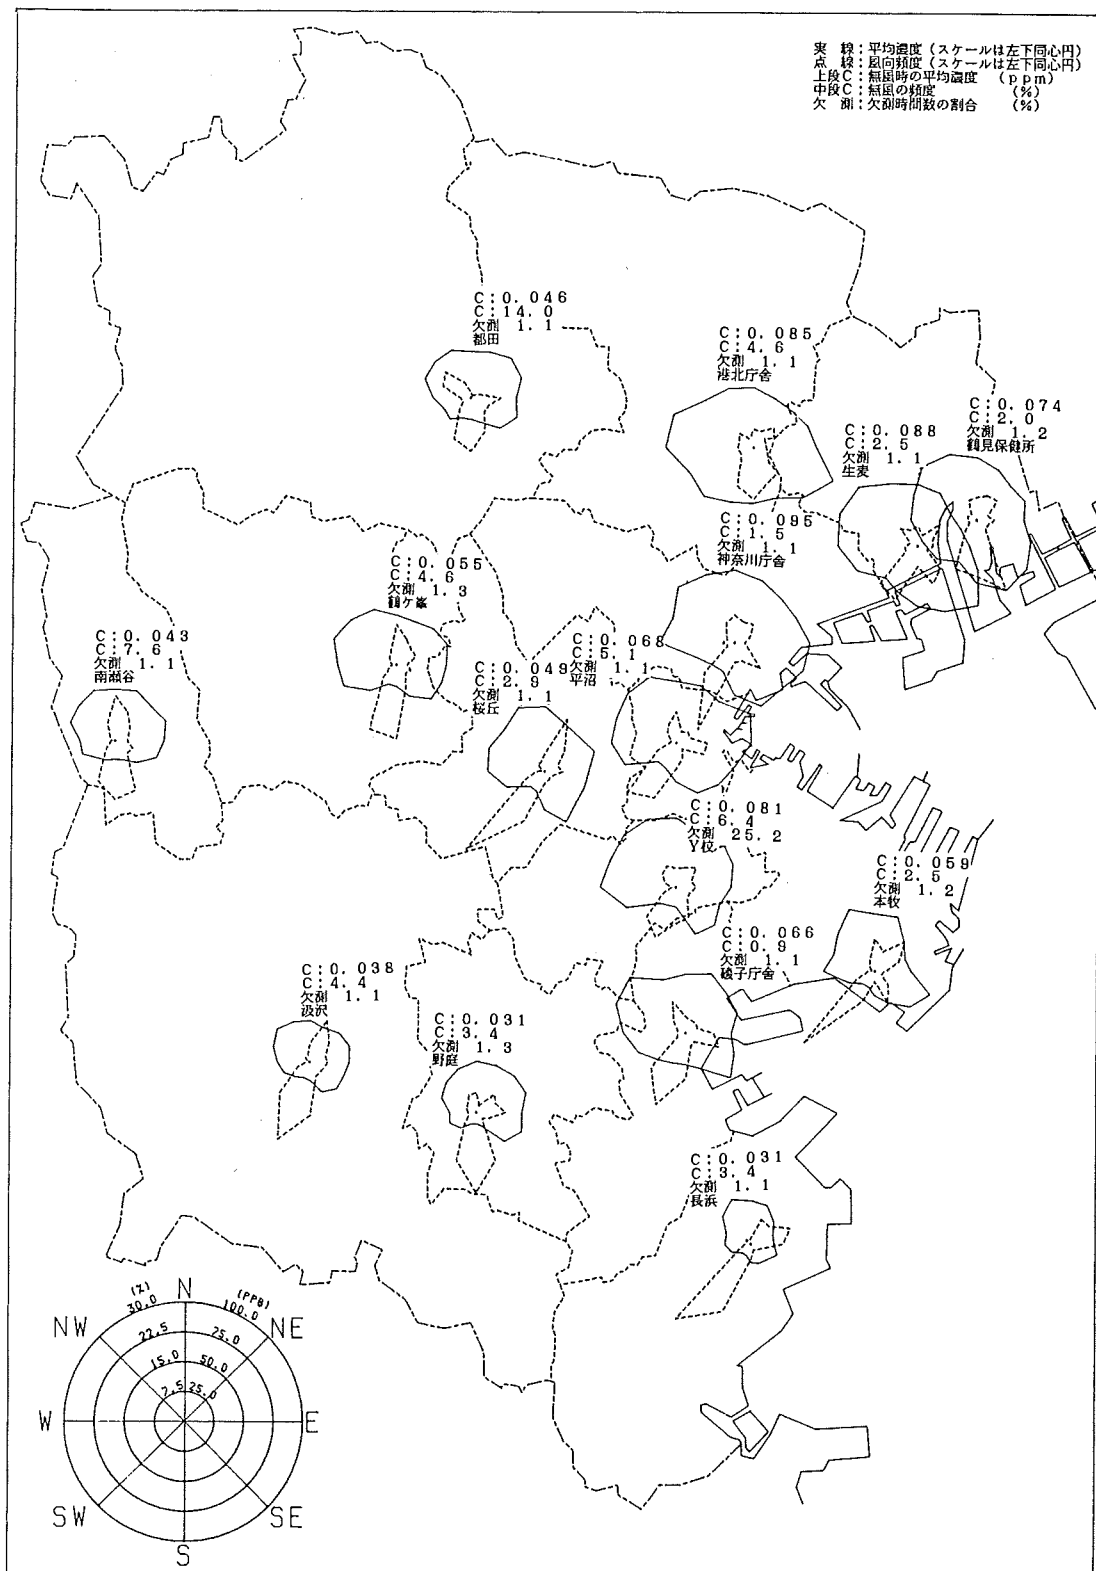 実 線:平均濃度(スケールは左下同心円)
点 線:風向頻度(スケールは左下同心円)
上段C:無風時の平均濃度 (ppm)
中段C:無風の頻度 (%)
欠 測:欠測時間数の割合 (%)
C:0.046
C:14.0
欠測 1.1
都田
C:0.085
C:4.6
欠測 1.1
港北庁舎
C:0.074
C:2.0
欠測 1.2
鶴見保健所
C:0.088
C:2.5
欠測 1.1
生麦
C:0.095
C:1.5
欠測 1.1
神奈川庁舎
C:0.055
C:4.6
欠測 1.3
鶴ケ峯
C:0.043
C:7.6
欠測 1.1
南瀬谷
C:0.068
C:5.1
欠測 1.1
平沼
C:0.049
C:2.9
欠測 1.1
桜丘
C:0.081
C:6.4
欠測 25.2
Y校
C:0.059
C:2.5
欠測 1.2
本牧
C:0.066
C:0.9
欠測 1.1
磯子庁舎
C:0.038
C:4.4
欠測 1.1
汲沢
C:0.031
C:3.4
欠測 1.3
野庭
C:0.031
C:3.4
欠測 1.1
長浜
(%) N (PPB)
30.0 100.0
NW 22.5 75.0 NE
15.0 50.0
7.5 25.0
W E
SW SE
S